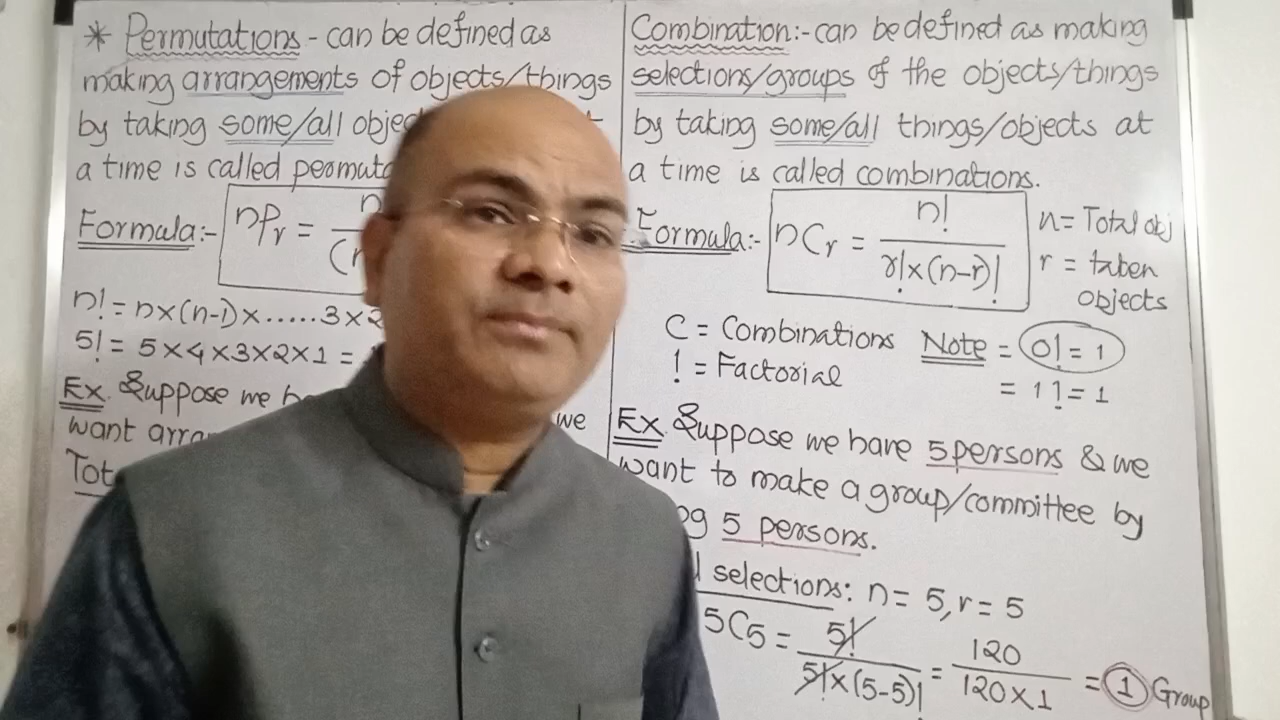 * Permutations - can be defined as
making arrangements of objects/things
by taking some/all
a time is called
Formula:- nPr =
n! = n×(n-1)×......3×2
5! = 5×4×3×2×1 =
Ex. Suppose we
we
want
Combination:- can be defined as making
selections/groups of the objects/things
by taking some/all things/objects at
a time is called combinations.
Formula:- nCr = n! / r!×(n-r)!
n = Total obj
r = taken
objects
C = Combinations
! = Factorial
Note = 0! = 1
= 1! = 1
Ex. Suppose we have 5 persons & we
want to make a group/committee by
5 persons.
selections: n = 5, r = 5
5C5 = 5! / 5!×(5-5)! = 120 / 120×1 = 1 Group